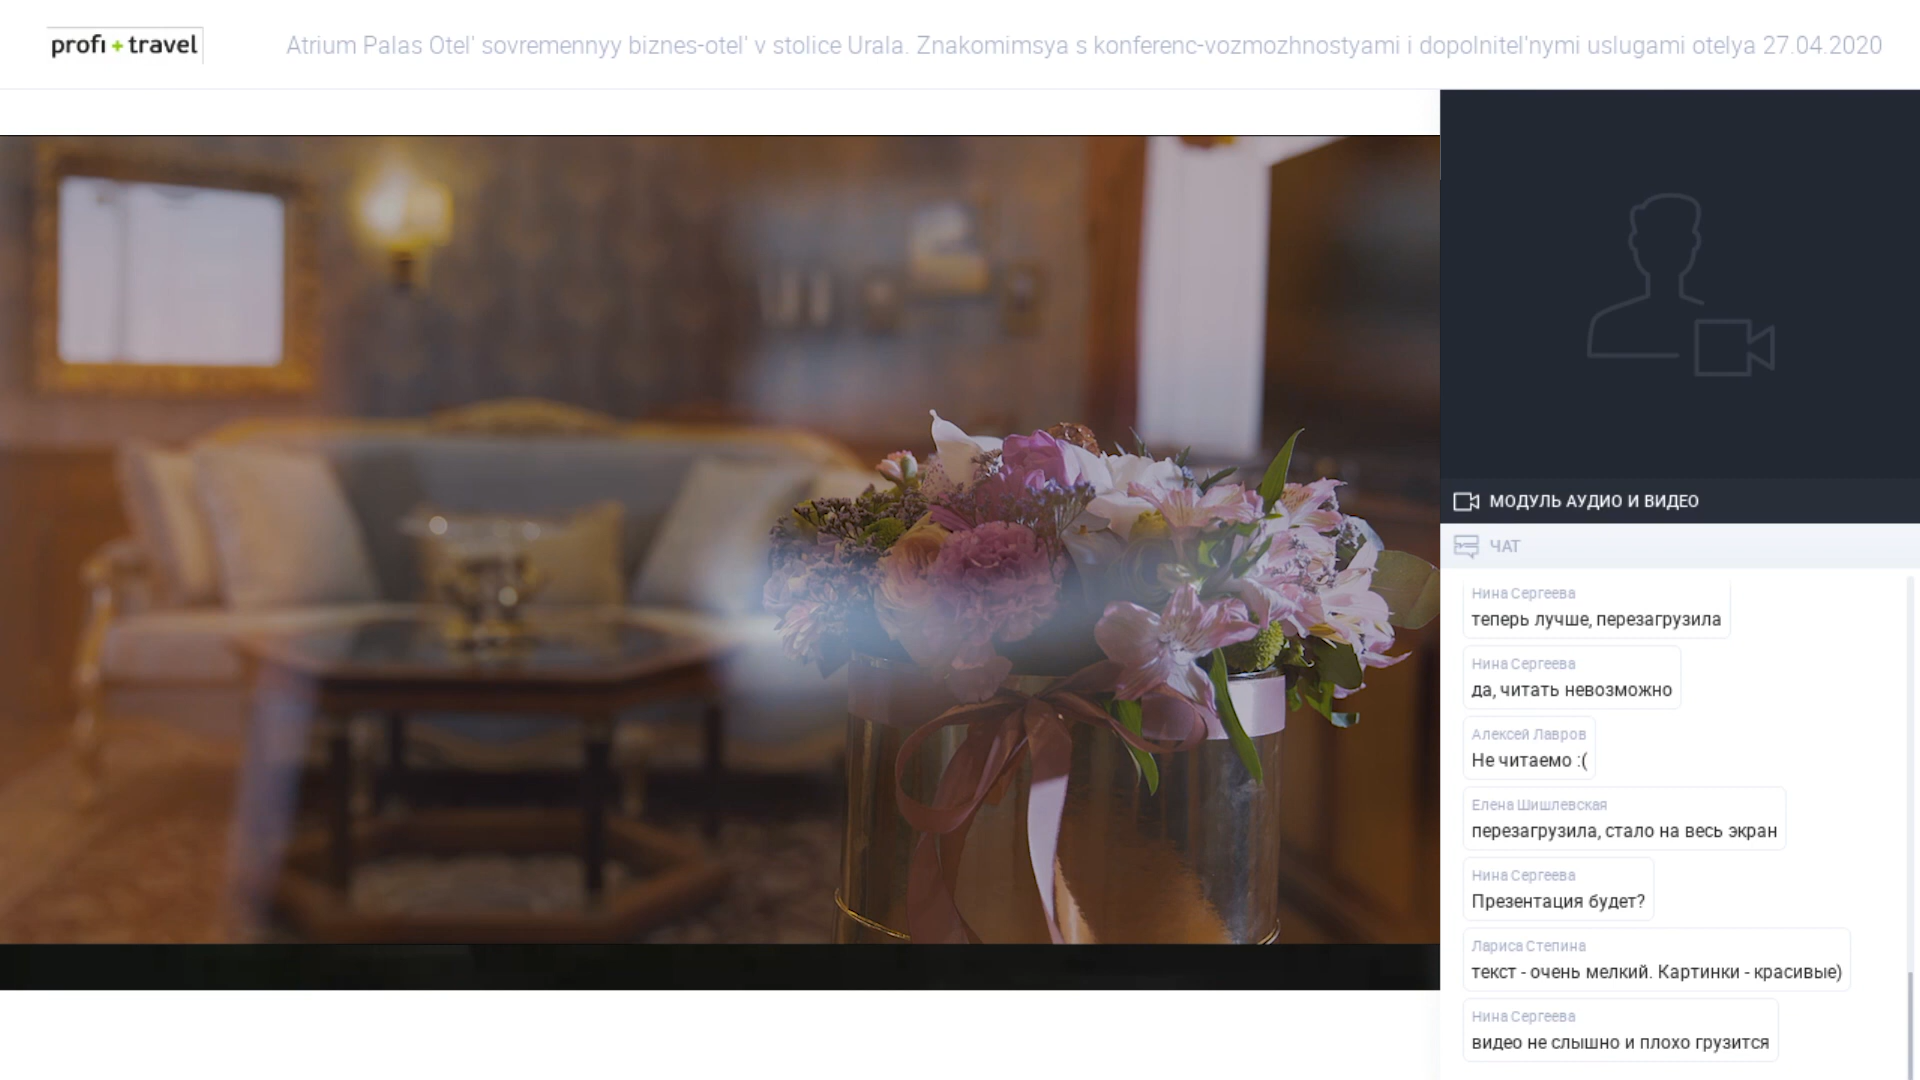 profi + travel
Atrium Palas Otel' sovremennyy biznes-otel' v stolice Urala. Znakomimsya s konferenc-vozmozhnostyami i dopolnitel'nymi uslugami otelya 27.04.2020
МОДУЛЬ АУДИО И ВИДЕО
ЧАТ
Нина Сергеева
теперь лучше, перезагрузила
Нина Сергеева
да, читать невозможно
Алексей Лавров
Не читаемо :(
Елена Шишлевская
перезагрузила, стало на весь экран
Нина Сергеева
Презентация будет?
Лариса Степина
текст - очень мелкий. Картинки - красивые)
Нина Сергеева
видео не слышно и плохо грузится